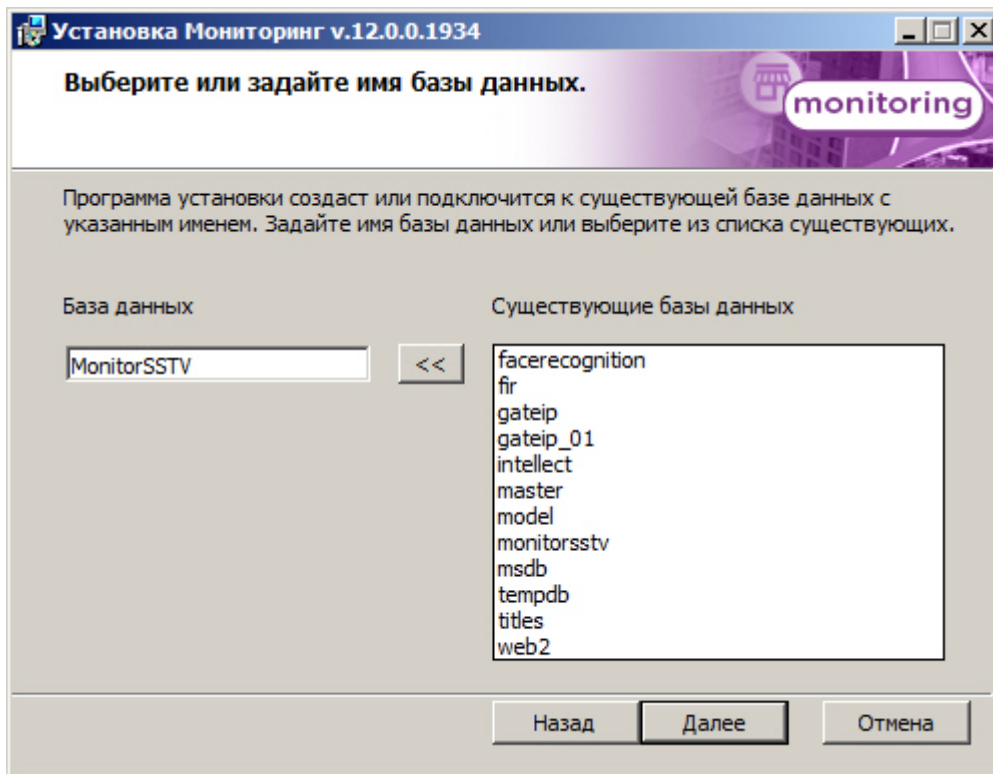 Установка Мониторинг v.12.0.0.1934
Выберите или задайте имя базы данных.
monitoring
Программа установки создаст или подключится к существующей базе данных с
указанным именем. Задайте имя базы данных или выберите из списка существующих.
База данных
Существующие базы данных
MonitorSSTV
<<
facerecognition
fir
gateip
gateip_01
intellect
master
model
monitorsstv
msdb
tempdb
titles
web2
Назад
Далее
Отмена